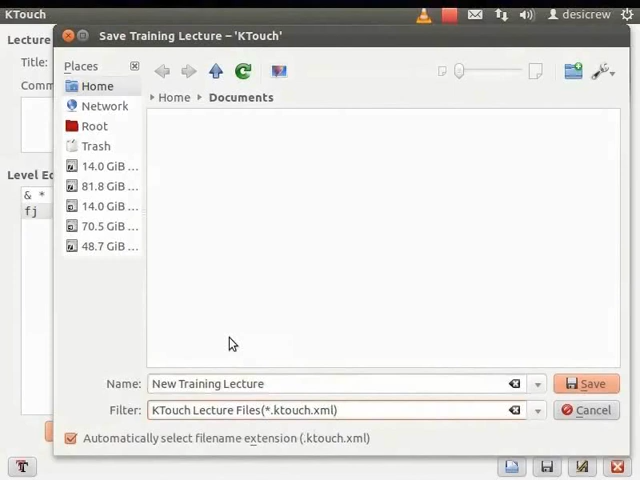 KTouch
desicrew
Lecture
Save Training Lecture – 'KTouch'
Title:
Places
Home
Network
Root
Trash
14.0 GiB ...
81.8 GiB ...
14.0 GiB ...
70.5 GiB ...
48.7 GiB ...
Home
Documents
Comm
Level Ed
& *
fj
Name:
New Training Lecture
Save
Filter:
KTouch Lecture Files(*.ktouch.xml)
Cancel
Automatically select filename extension (.ktouch.xml)